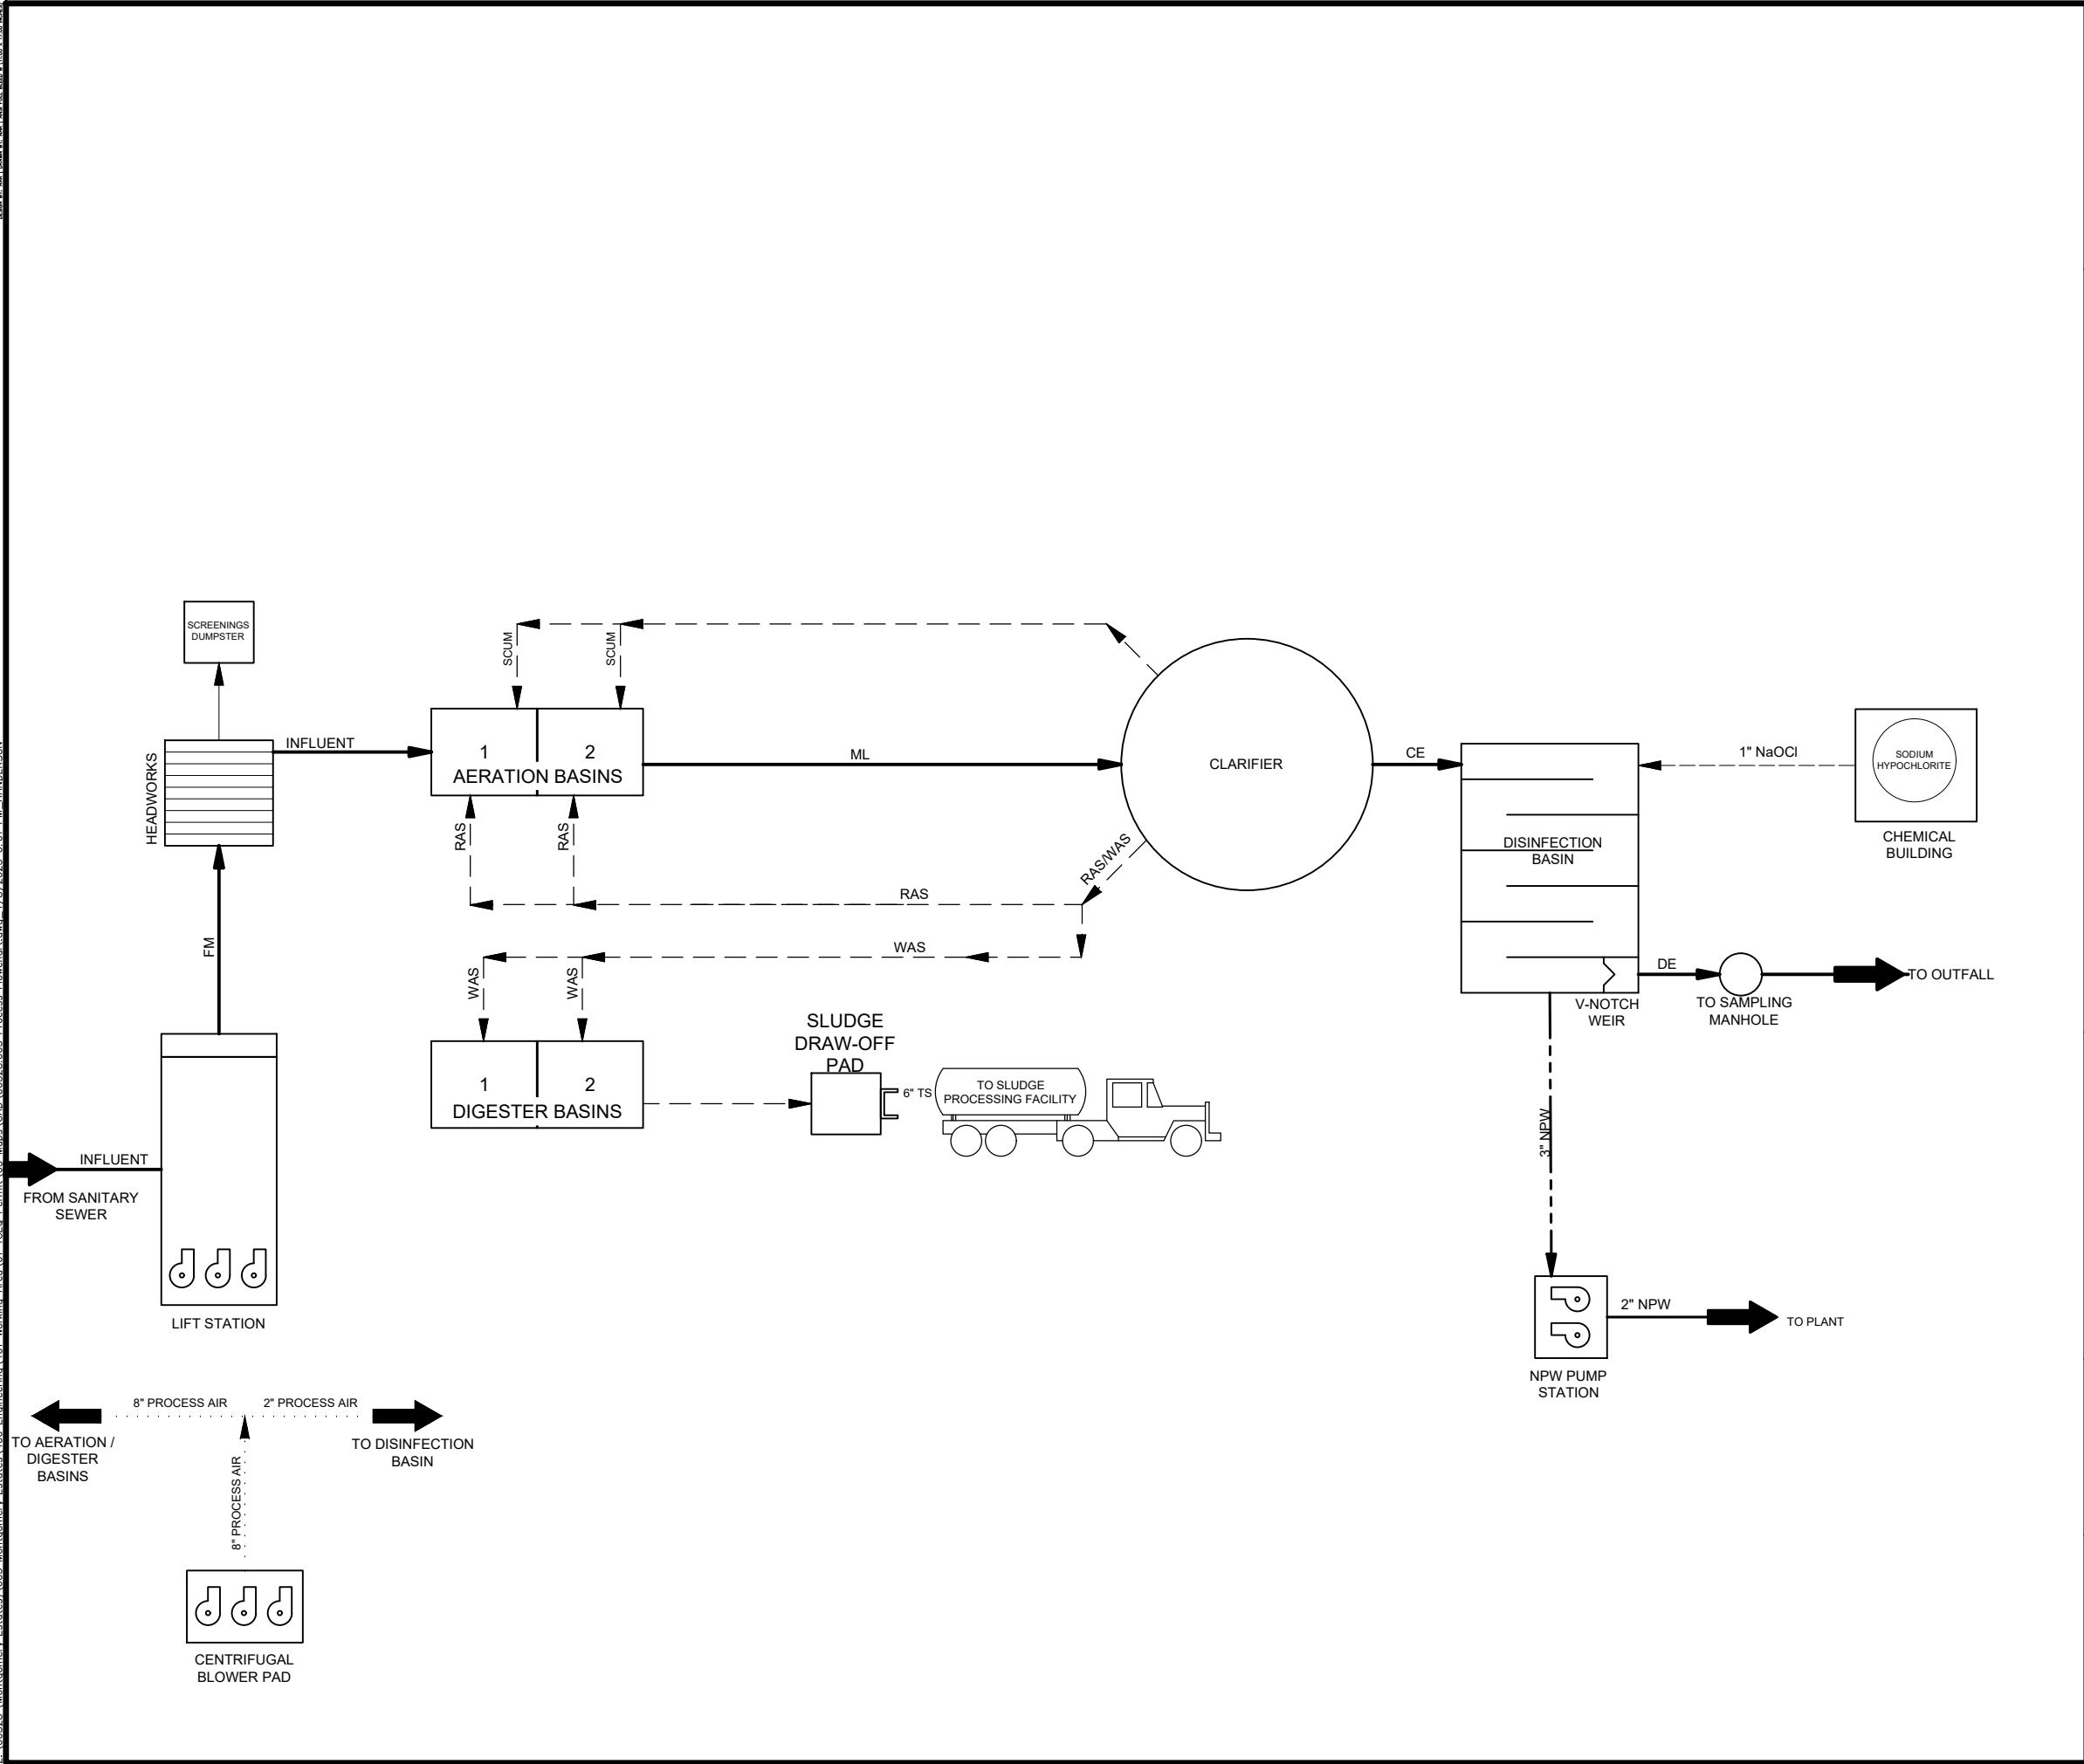 SCREENINGS
DUMPSTER
HEADWORKS
INFLUENT
FM
INFLUENT
FROM SANITARY
SEWER
LIFT STATION
SCUM
SCUM
1
2
AERATION BASINS
RAS
RAS
ML
CLARIFIER
RAS/WAS
RAS
WAS
WAS
WAS
1
2
DIGESTER BASINS
SLUDGE
DRAW-OFF
PAD
6" TS
TO SLUDGE
PROCESSING FACILITY
CE
DISINFECTION
BASIN
1" NaOCl
SODIUM
HYPOCHLORITE
CHEMICAL
BUILDING
V-NOTCH
WEIR
DE
TO SAMPLING
MANHOLE
TO OUTFALL
3" NPW
2" NPW
TO PLANT
NPW PUMP
STATION
8" PROCESS AIR
2" PROCESS AIR
TO AERATION /
DIGESTER
BASINS
TO DISINFECTION
BASIN
8" PROCESS AIR
CENTRIFUGAL
BLOWER PAD